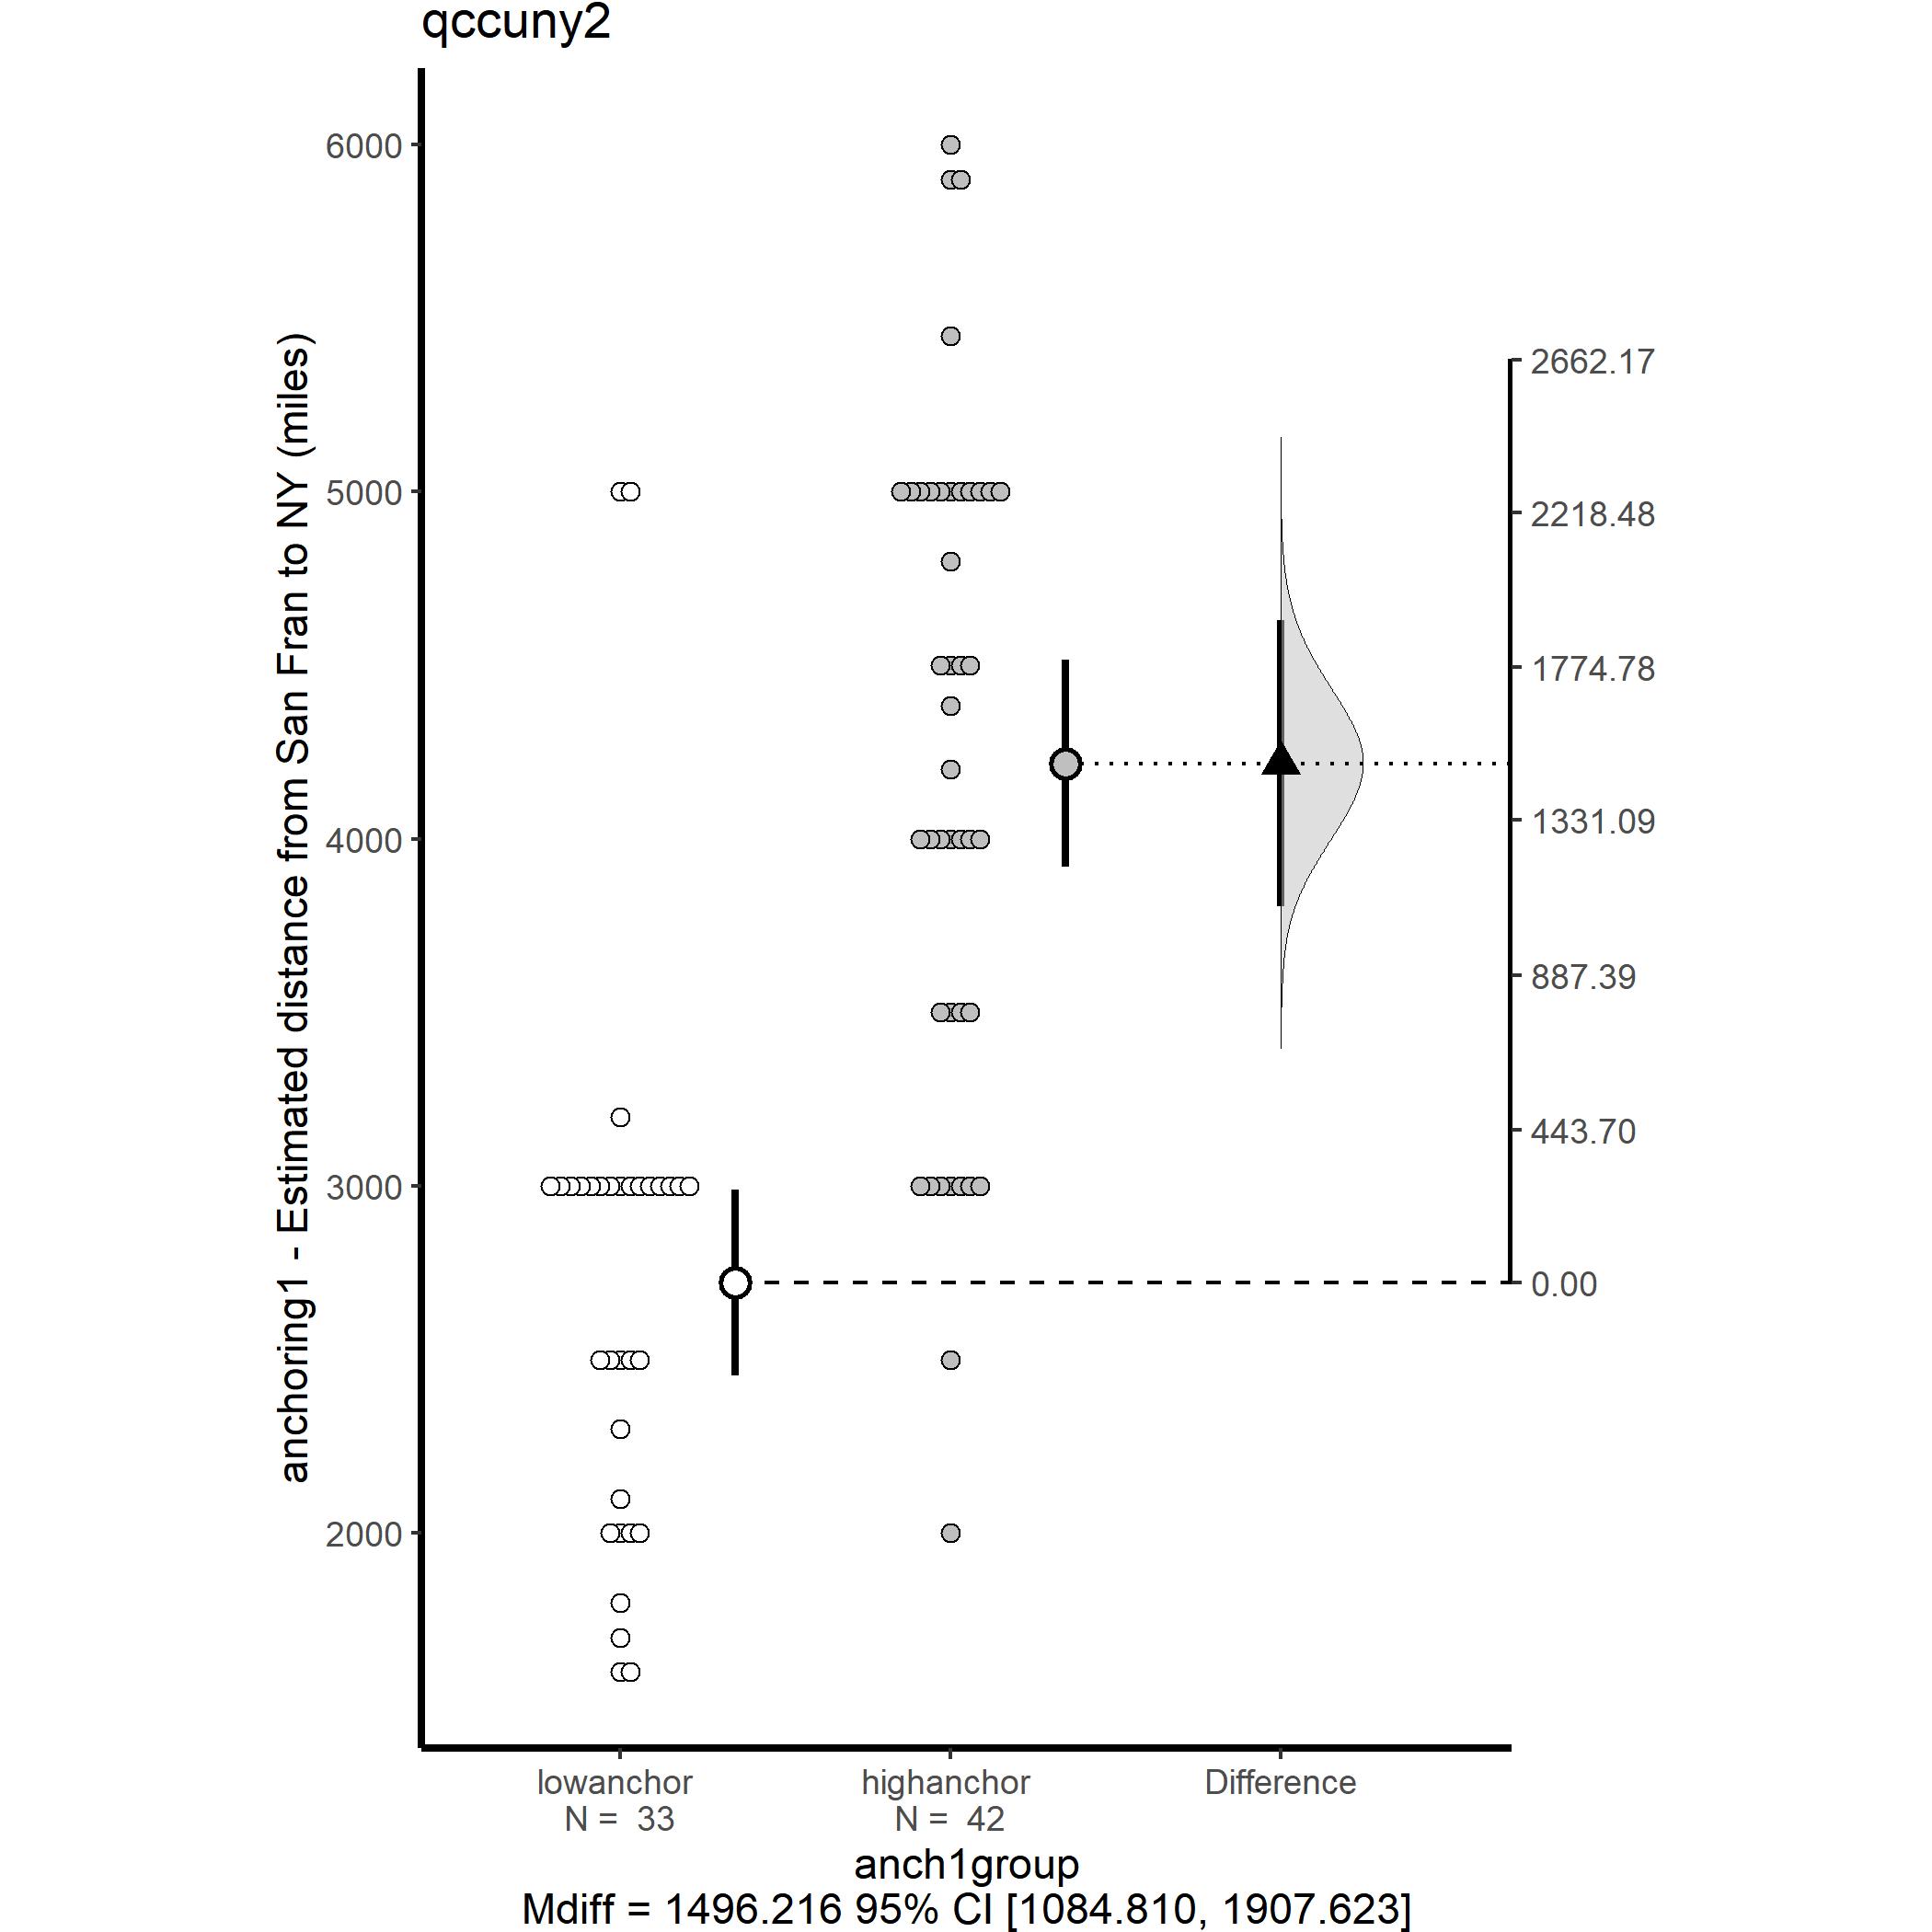 qccuny2
anchoring1 - Estimated distance from San Fran to NY (miles)
6000
5000
4000
3000
2000
2662.17
2218.48
1774.78
1331.09
887.39
443.70
0.00
lowanchor
N =  33
highanchor
N =  42
Difference
anch1group
Mdiff = 1496.216 95% CI [1084.810, 1907.623]